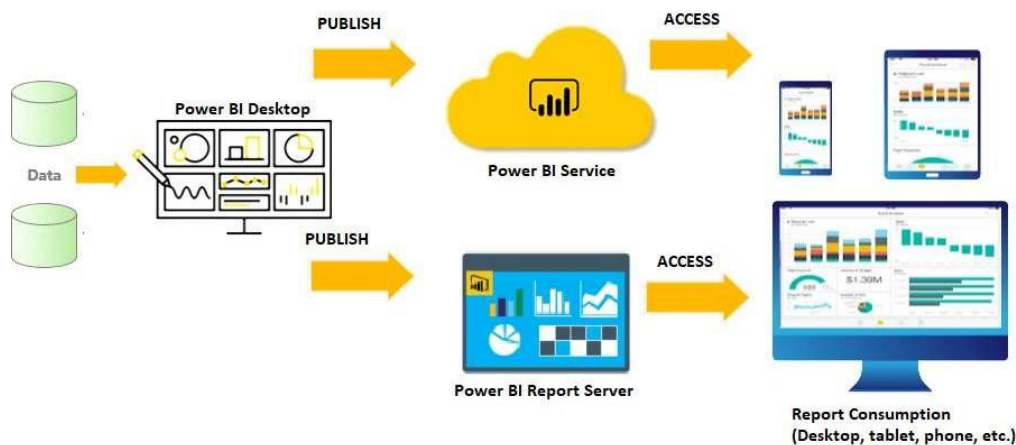 PUBLISH
ACCESS
Power BI Desktop
Data
Power BI Service
PUBLISH
ACCESS
$1.39M
Power BI Report Server
Report Consumption
(Desktop, tablet, phone, etc.)